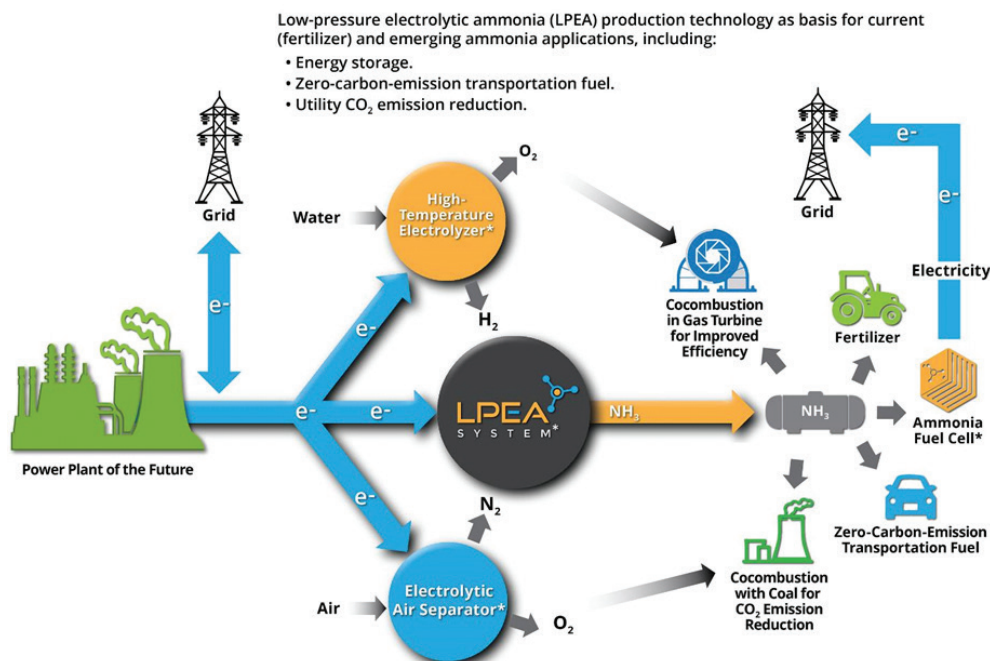 Low-pressure electrolytic ammonia (LPEA) production technology as basis for current
(fertilizer) and emerging ammonia applications, including:
• Energy storage.
• Zero-carbon-emission transportation fuel.
• Utility CO₂ emission reduction.
Grid
e-
Power Plant of the Future
e-
e-
e-
e-
Water
High-
Temperature
Electrolyzer*
O₂
H₂
LPEA
SYSTEM*
NH₃
N₂
Air
Electrolytic
Air Separator*
O₂
Cocombustion
in Gas Turbine
for Improved
Efficiency
Fertilizer
NH₃
Ammonia
Fuel Cell*
Electricity
e-
e-
Grid
Zero-Carbon-Emission
Transportation Fuel
Cocombustion
with Coal for
CO₂ Emission
Reduction